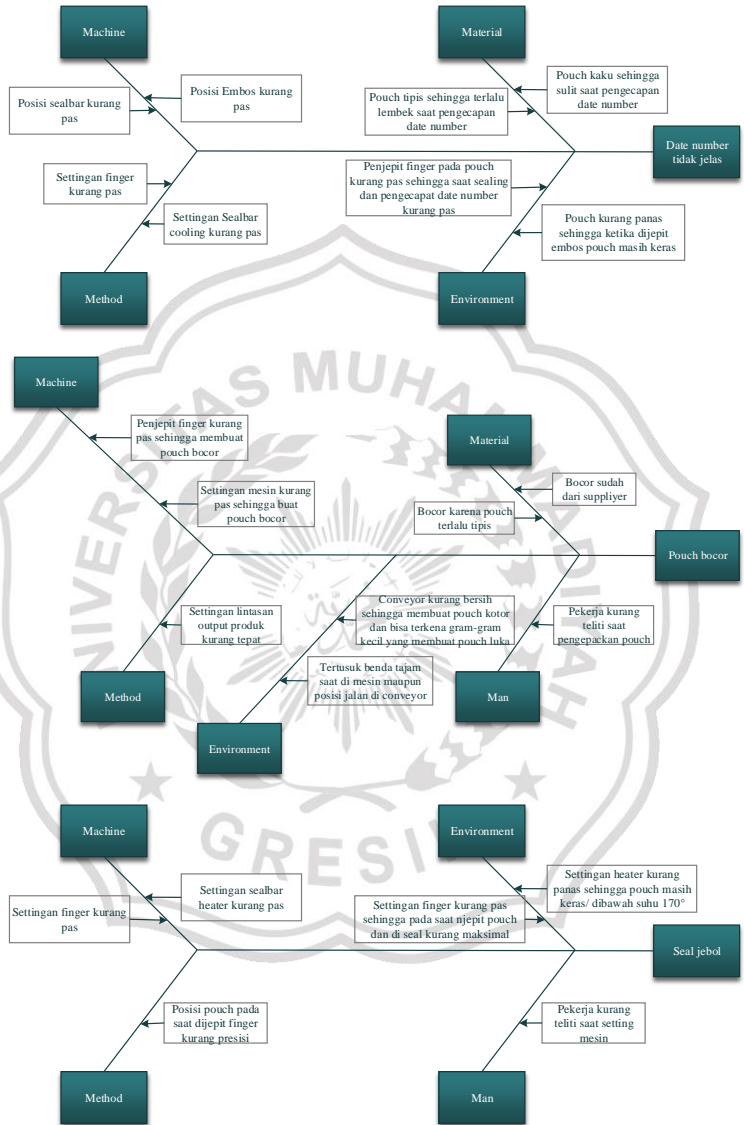 Machine
Material
Posisi Embos kurang
pas
Posisi sealbar kurang
pas
Pouch kaku sehingga
sulit saat pengecapan
date number
Pouch tipis sehingga terlalu
lembek saat pengecapan
date number
Date number
tidak jelas
Settingan finger
kurang pas
Settingan Sealbar
cooling kurang pas
Penjepit finger pada pouch
kurang pas sehingga saat sealing
dan pengecapat date number
kurang pas
Pouch kurang panas
sehingga ketika dijepit
embos pouch masih keras
Method
Environment
Machine
Material
Penjepit finger kurang
pas sehingga membuat
pouch bocor
Settingan mesin kurang
pas sehingga buat
pouch bocor
Bocor sudah
dari suppliyer
Bocor karena pouch
terlalu tipis
Pouch bocor
Settingan lintasan
output produk
kurang tepat
Conveyor kurang bersih
sehingga membuat pouch kotor
dan bisa terkena gram-gram
kecil yang membuat pouch luka
Tertusuk benda tajam
saat di mesin maupun
posisi jalan di conveyor
Pekerja kurang
teliti saat
pengepackan pouch
Method
Environment
Man
Machine
Environment
Settingan sealbar
heater kurang pas
Settingan finger kurang
pas
Settingan heater kurang
panas sehingga pouch masih
keras/ dibawah suhu 170°
Settingan finger kurang pas
sehingga pada saat njepit pouch
dan di seal kurang maksimal
Seal jebol
Posisi pouch pada
saat dijepit finger
kurang presisi
Pekerja kurang
teliti saat setting
mesin
Method
Man
UNIVERSITAS MUHAMMADIYAH
GRESIK